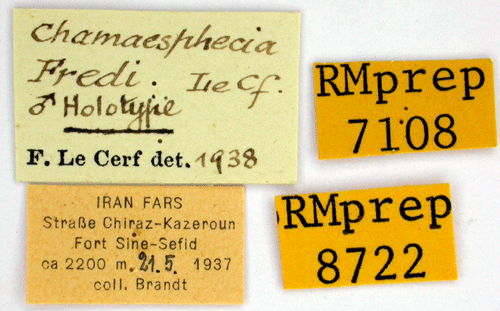 Chamaesphecia
Fredi. Le Cf.
♂ Holotype
F. Le Cerf det. 1938
IRAN FARS
Straße Chiraz-Kazeroun
Fort Sine-Sefid
ca 2200 m. 21.5. 1937
coll. Brandt
RMprep
7108
RMprep
8722